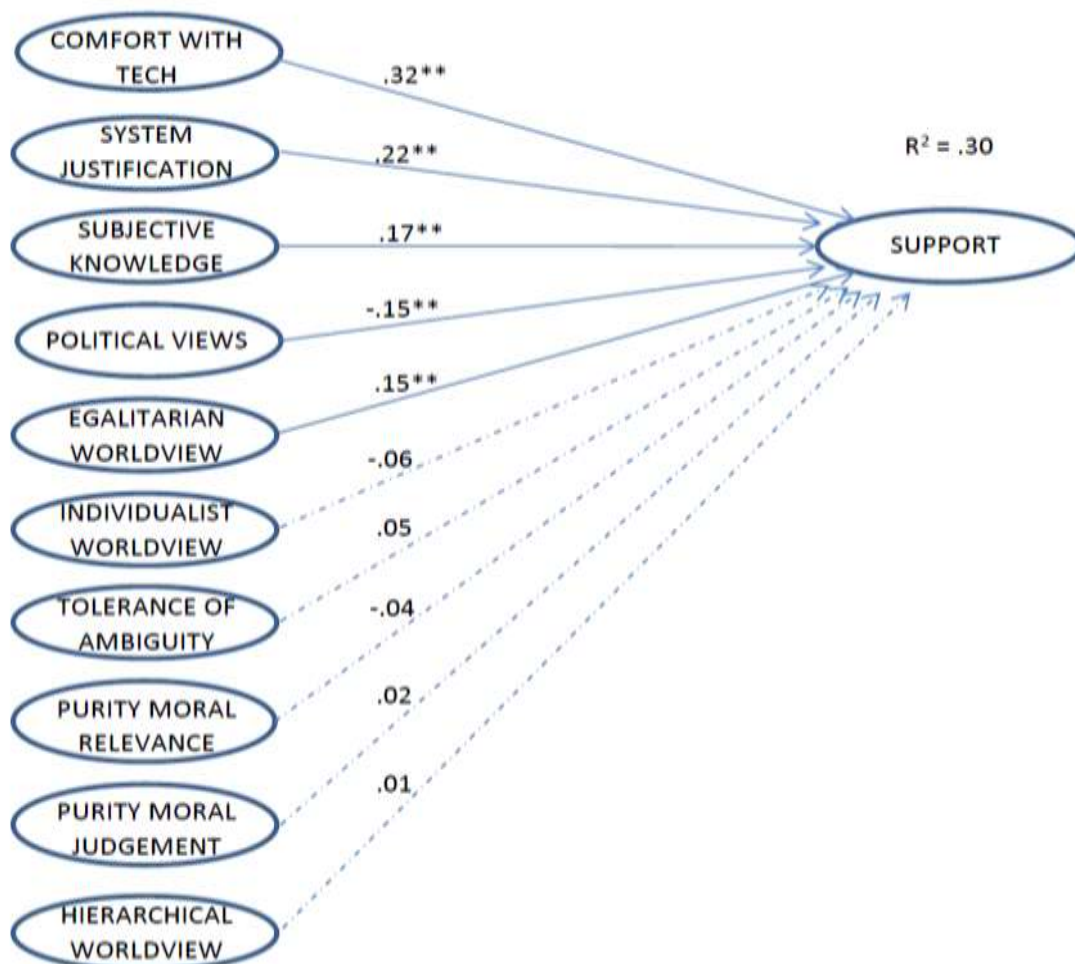 COMFORT WITH
TECH
.32**
SYSTEM
JUSTIFICATION
.22**
R² = .30
SUBJECTIVE
KNOWLEDGE
.17**
SUPPORT
POLITICAL VIEWS
-.15**
EGALITARIAN
WORLDVIEW
.15**
INDIVIDUALIST
WORLDVIEW
-.06
TOLERANCE OF
AMBIGUITY
.05
PURITY MORAL
RELEVANCE
-.04
PURITY MORAL
JUDGEMENT
.02
HIERARCHICAL
WORLDVIEW
.01